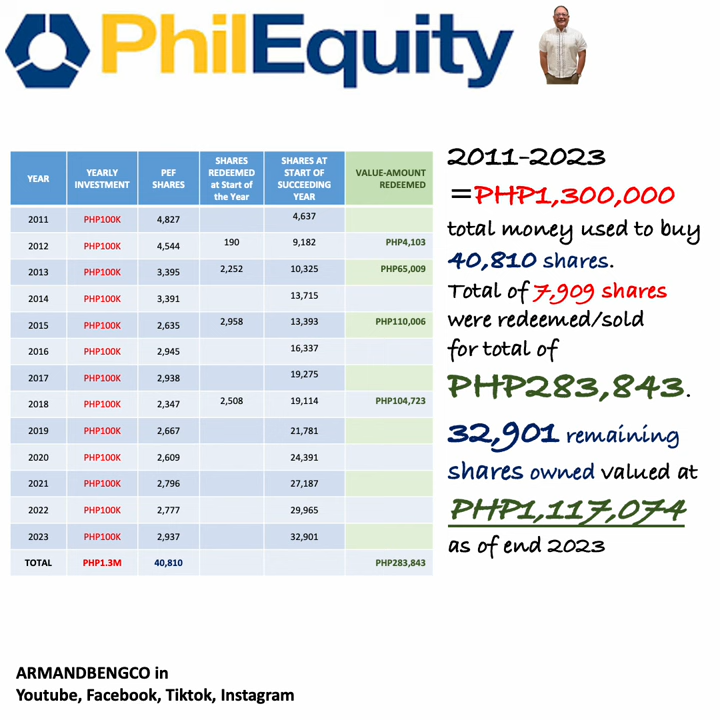 PhilEquity
YEAR YEARLY INVESTMENT PEF SHARES SHARES REDEEMED at Start of the Year SHARES AT START OF SUCCEEDING YEAR VALUE-AMOUNT REDEEMED
2011 PHP100K 4,827 4,637
2012 PHP100K 4,544 190 9,182 PHP4,103
2013 PHP100K 3,395 2,252 10,325 PHP65,009
2014 PHP100K 3,391 13,715
2015 PHP100K 2,635 2,958 13,393 PHP110,006
2016 PHP100K 2,945 16,337
2017 PHP100K 2,938 19,275
2018 PHP100K 2,347 2,508 19,114 PHP104,723
2019 PHP100K 2,667 21,781
2020 PHP100K 2,609 24,391
2021 PHP100K 2,796 27,187
2022 PHP100K 2,777 29,965
2023 PHP100K 2,937 32,901
TOTAL PHP1.3M 40,810 PHP283,843
2011-2023
=PHP1,300,000
total money used to buy
40,810 shares.
Total of 7,909 shares
were redeemed/sold
for total of
PHP283,843.
32,901 remaining
shares owned valued at
PHP1,117,074
as of end 2023
ARMANDBENGCO in
Youtube, Facebook, Tiktok, Instagram